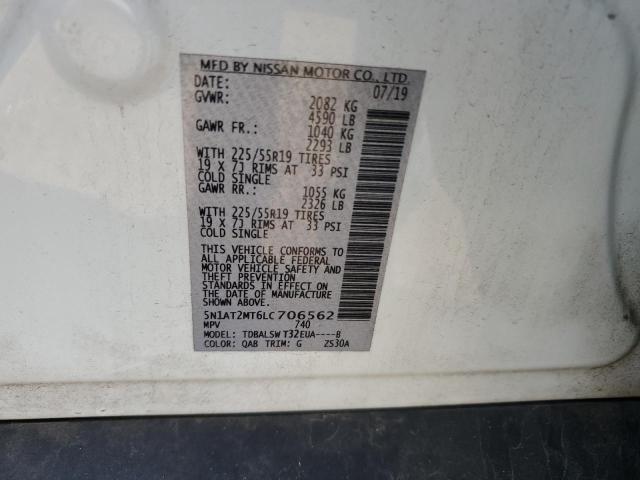 MFD BY NISSAN MOTOR CO., LTD.
DATE: 07/19
GVWR: 2082 KG
4590 LB
GAWR FR.: 1040 KG
2293 LB
WITH 225/55R19 TIRES
19 X 7J RIMS AT 33 PSI
COLD SINGLE
GAWR RR.: 1055 KG
2326 LB
WITH 225/55R19 TIRES
19 X 7J RIMS AT 33 PSI
COLD SINGLE
THIS VEHICLE CONFORMS TO
ALL APPLICABLE FEDERAL
MOTOR VEHICLE SAFETY AND
THEFT PREVENTION
STANDARDS IN EFFECT ON
THE DATE OF MANUFACTURE
SHOWN ABOVE.
5N1AT2MT6LC706562
MPV 740
MODEL: TDBALSWT32EUA----B
COLOR: QAB TRIM: G ZS30A